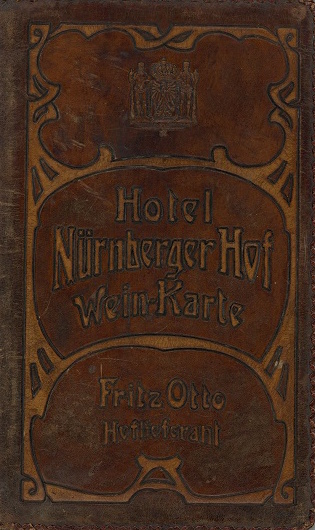 Hotel
Nürnberger Hof
Wein-Karte
Fritz Otto
Hoflieferant